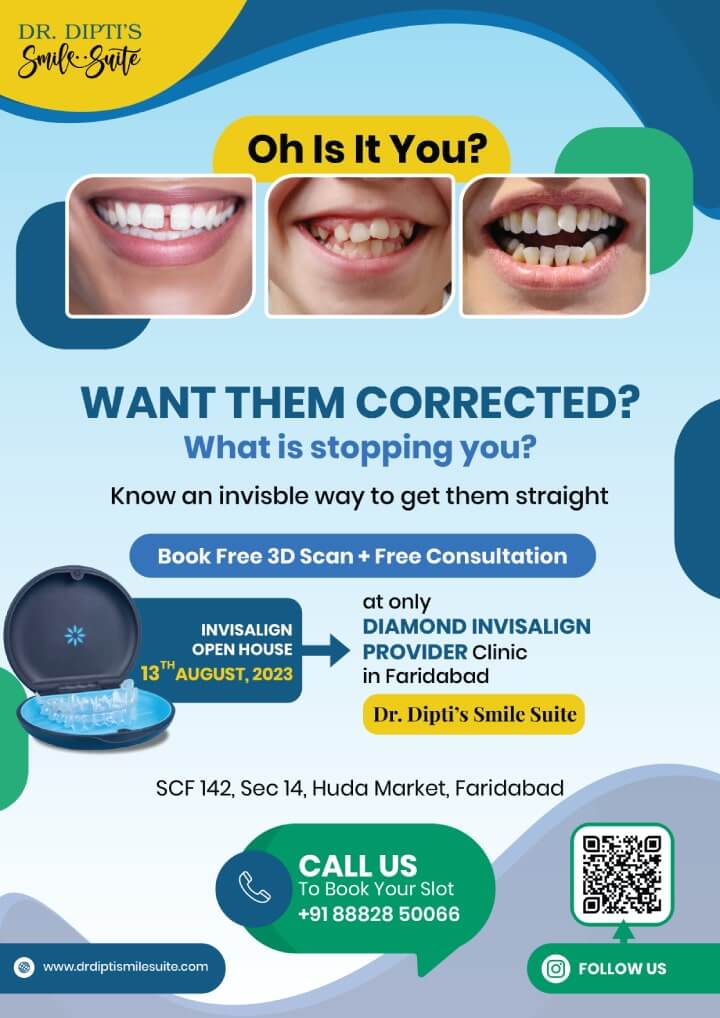 DR. DIPTI'S
Smile Suite
Oh Is It You?
WANT THEM CORRECTED?
What is stopping you?
Know an invisble way to get them straight
Book Free 3D Scan + Free Consultation
INVISALIGN
OPEN HOUSE
13TH AUGUST, 2023
at only
DIAMOND INVISALIGN
PROVIDER Clinic
in Faridabad
Dr. Dipti's Smile Suite
SCF 142, Sec 14, Huda Market, Faridabad
CALL US
To Book Your Slot
+91 88828 50066
www.drdiptismilesuite.com
FOLLOW US